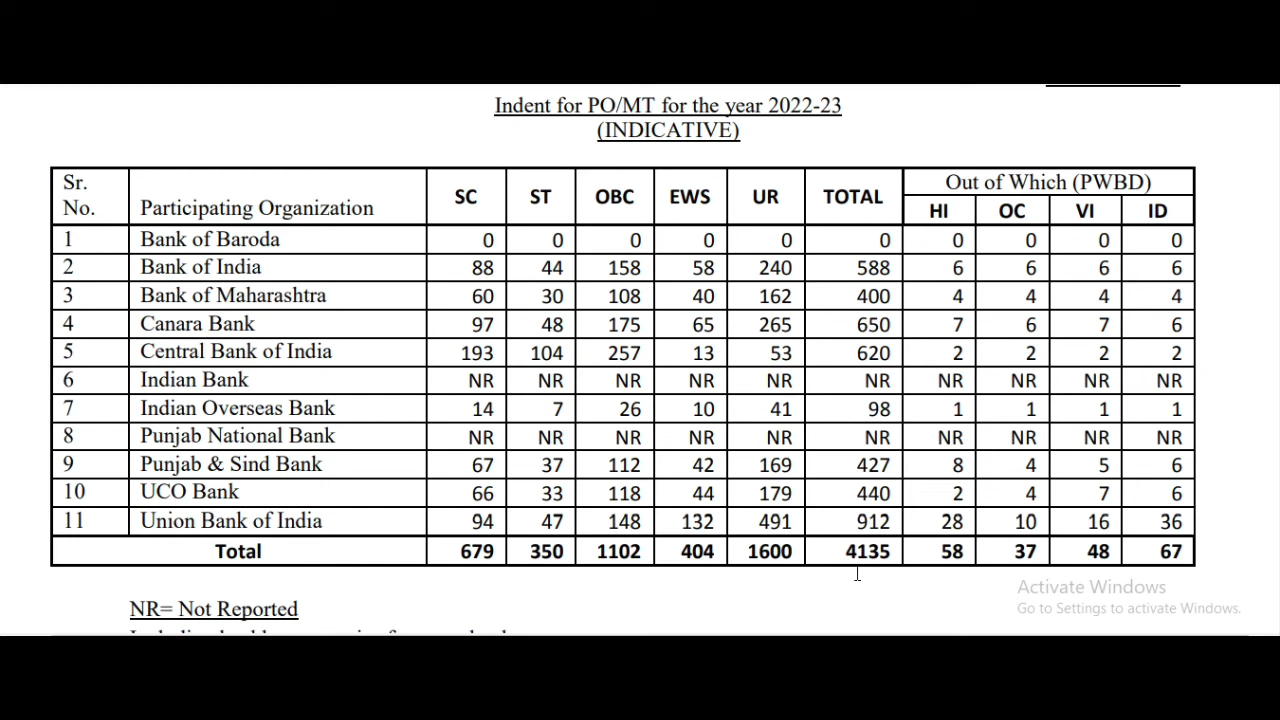 Indent for PO/MT for the year 2022-23
(INDICATIVE)
Sr. No. Participating Organization SC ST OBC EWS UR TOTAL Out of Which (PWBD)
HI OC VI ID
1 Bank of Baroda 0 0 0 0 0 0 0 0 0 0
2 Bank of India 88 44 158 58 240 588 6 6 6 6
3 Bank of Maharashtra 60 30 108 40 162 400 4 4 4 4
4 Canara Bank 97 48 175 65 265 650 7 6 7 6
5 Central Bank of India 193 104 257 13 53 620 2 2 2 2
6 Indian Bank NR NR NR NR NR NR NR NR NR NR
7 Indian Overseas Bank 14 7 26 10 41 98 1 1 1 1
8 Punjab National Bank NR NR NR NR NR NR NR NR NR NR
9 Punjab & Sind Bank 67 37 112 42 169 427 8 4 5 6
10 UCO Bank 66 33 118 44 179 440 2 4 7 6
11 Union Bank of India 94 47 148 132 491 912 28 10 16 36
Total 679 350 1102 404 1600 4135 58 37 48 67
NR= Not Reported
Activate Windows
Go to Settings to activate Windows.